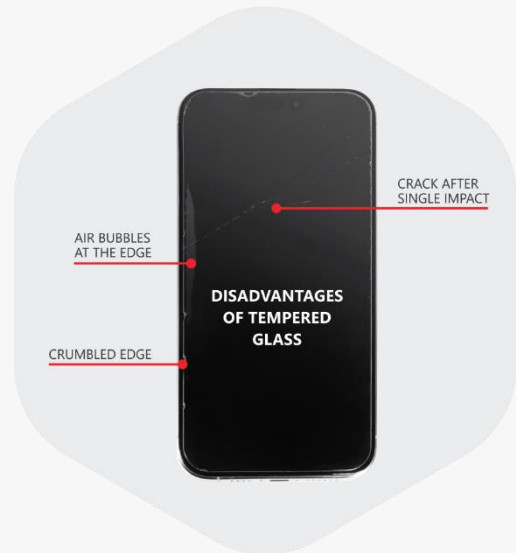 CRACK AFTER
SINGLE IMPACT
AIR BUBBLES
AT THE EDGE
DISADVANTAGES
OF TEMPERED
GLASS
CRUMBLED EDGE